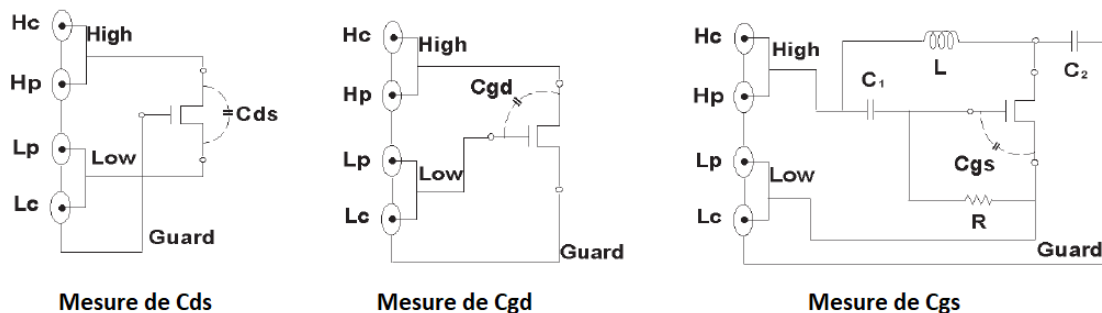 Hc
High
Hp
Cds
Lp
Low
Lc
Guard
Mesure de Cds
Hc
High
Hp
Cgd
Lp
Low
Lc
Guard
Mesure de Cgd
Hc
High
L
C2
C1
Hp
Cgs
Lp
Low
Lc
R
Guard
Mesure de Cgs